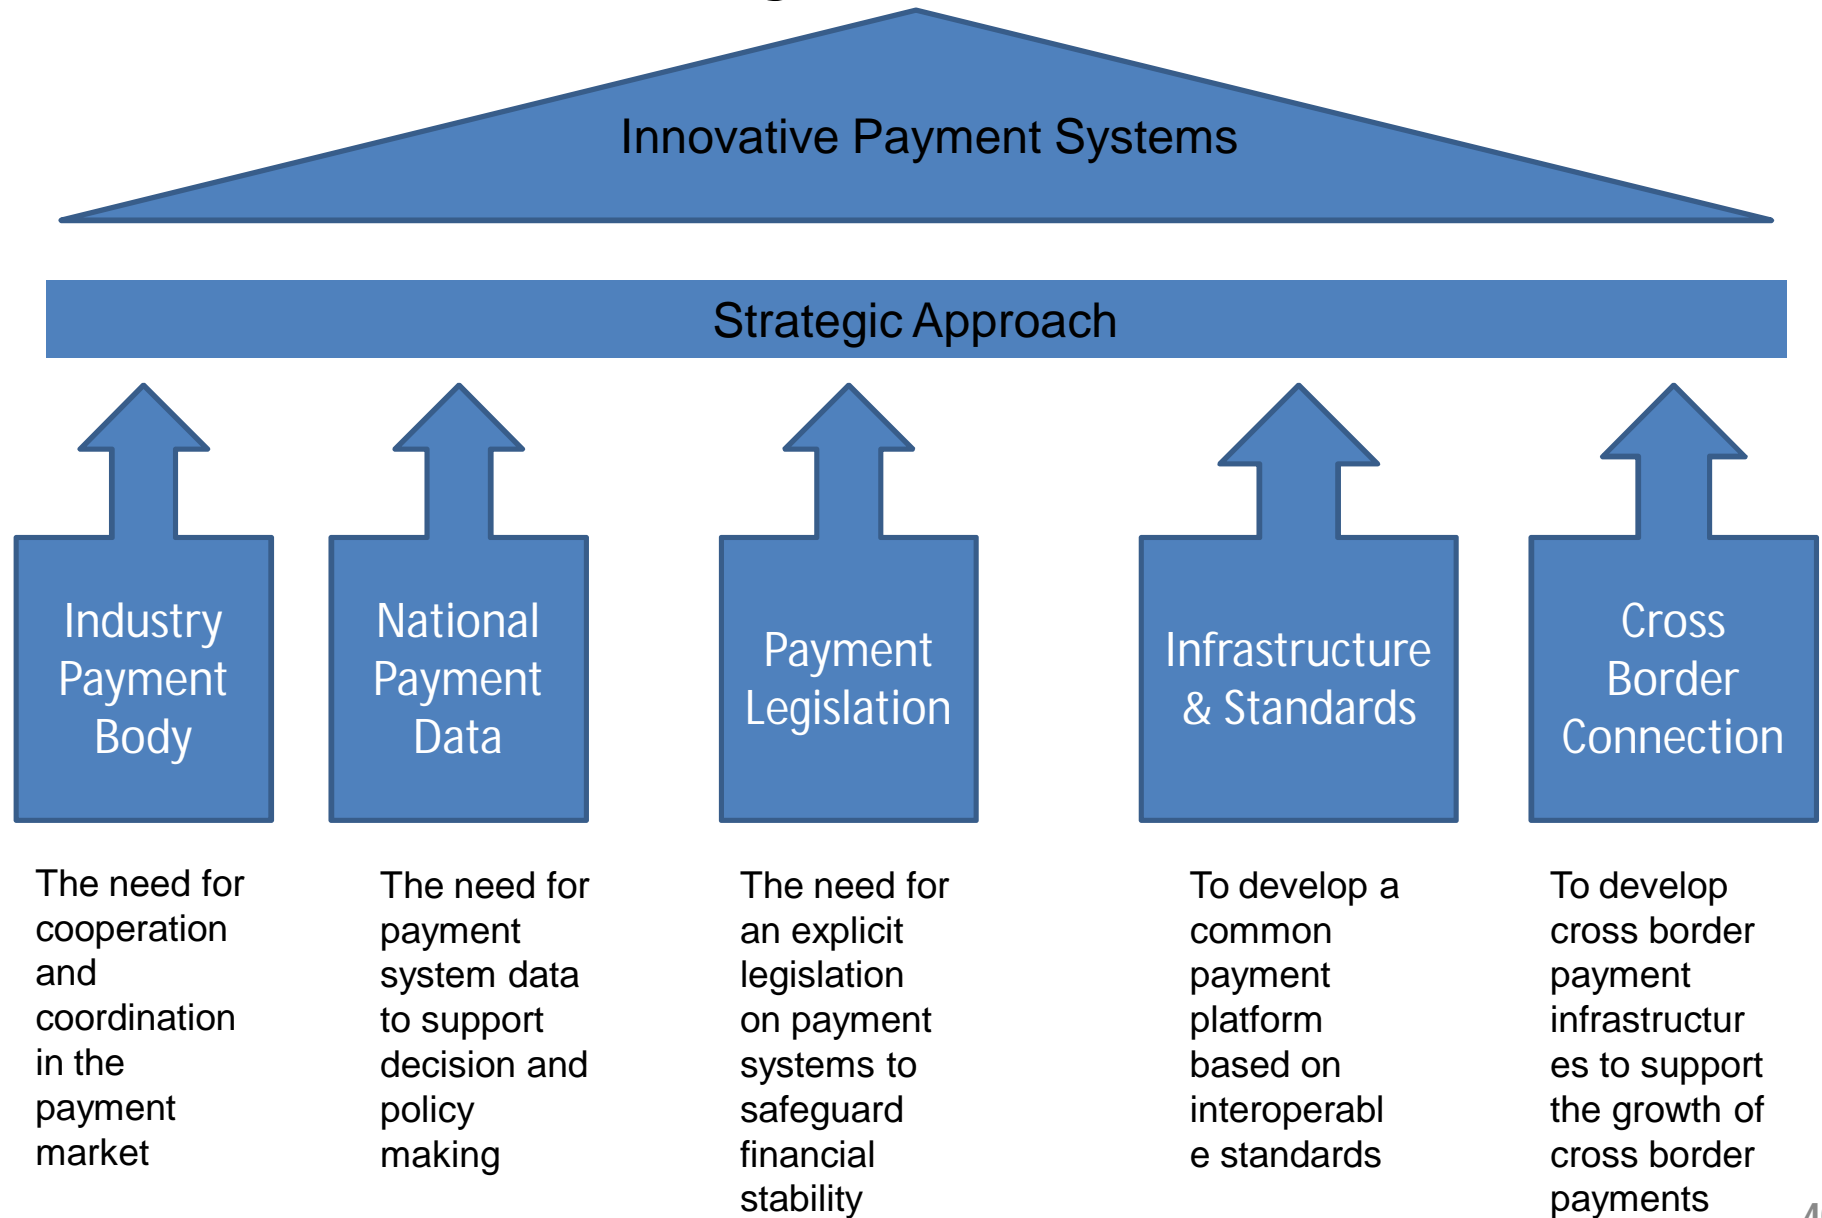 Innovative Payment Systems
Strategic Approach
Industry
Payment
Body
National
Payment
Data
Payment
Legislation
Infrastructure
& Standards
Cross
Border
Connection
The need for
cooperation
and
coordination
in the
payment
market
The need for
payment
system data
to support
decision and
policy
making
The need for
an explicit
legislation
on payment
systems to
safeguard
financial
stability
To develop a
common
payment
platform
based on
interoperabl
e standards
To develop
cross border
payment
infrastructur
es to support
the growth of
cross border
payments